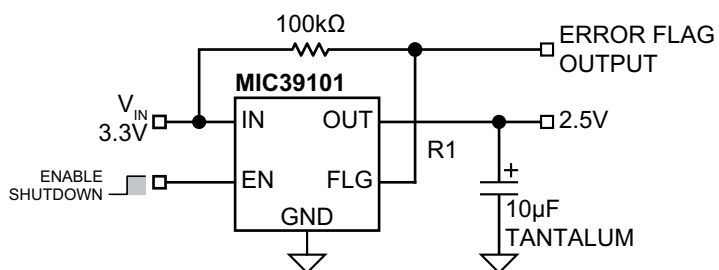 100kΩ
ERROR FLAG
OUTPUT
MIC39101
VIN
3.3V
IN
OUT
2.5V
R1
ENABLE
SHUTDOWN
EN
FLG
GND
+
10µF
TANTALUM